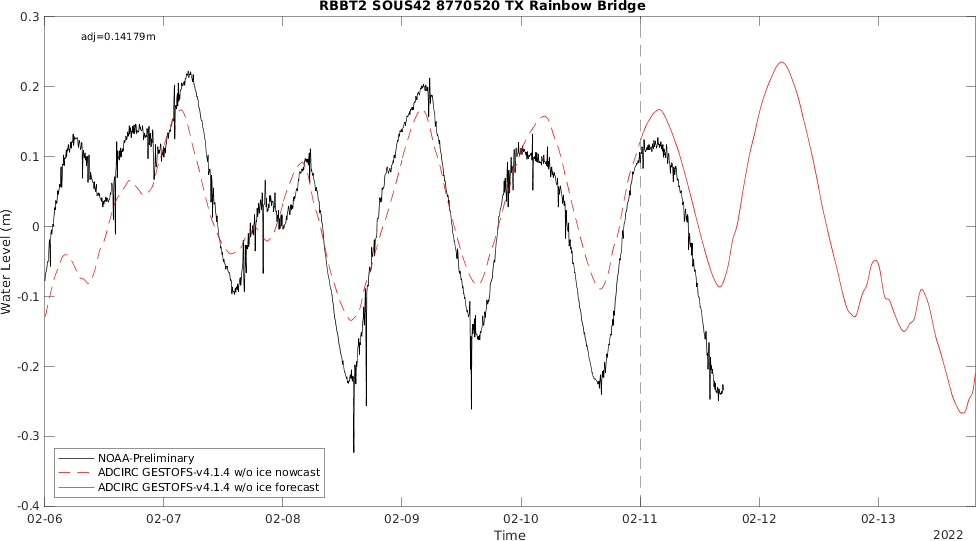 RBBT2 SOUS42 8770520 TX Rainbow Bridge
adj=0.14179m
0.3
0.2
0.1
0
-0.1
-0.2
-0.3
-0.4
Water Level (m)
NOAA-Preliminary
ADCIRC GESTOFS-v4.1.4 w/o ice nowcast
ADCIRC GESTOFS-v4.1.4 w/o ice forecast
02-06 02-07 02-08 02-09 02-10 02-11 02-12 02-13
Time
2022